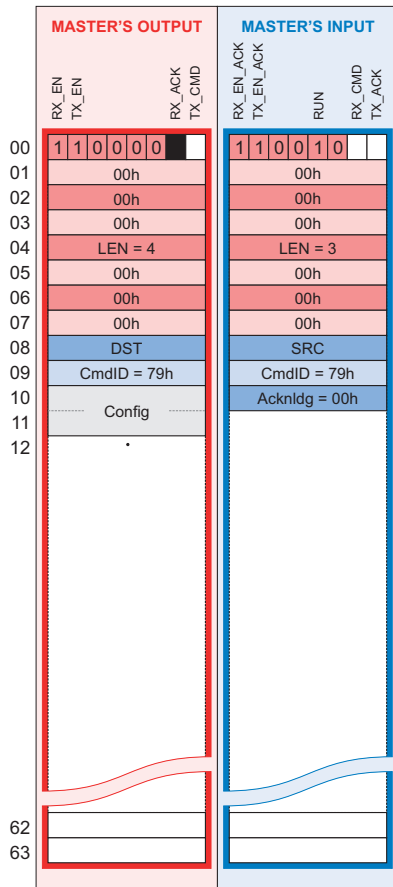 MASTER'S OUTPUT MASTER'S INPUT
RX_EN TX_EN RX_ACK TX_CMD RX_EN_ACK TX_EN_ACK RUN RX_CMD TX_ACK
00 1 1 0 0 0 0 1 1 0 0 1 0
01 00h 00h
02 00h 00h
03 00h 00h
04 LEN = 4 LEN = 3
05 00h 00h
06 00h 00h
07 00h 00h
08 DST SRC
09 CmdID = 79h CmdID = 79h
10 Acknldg = 00h
Config
11
12
62
63